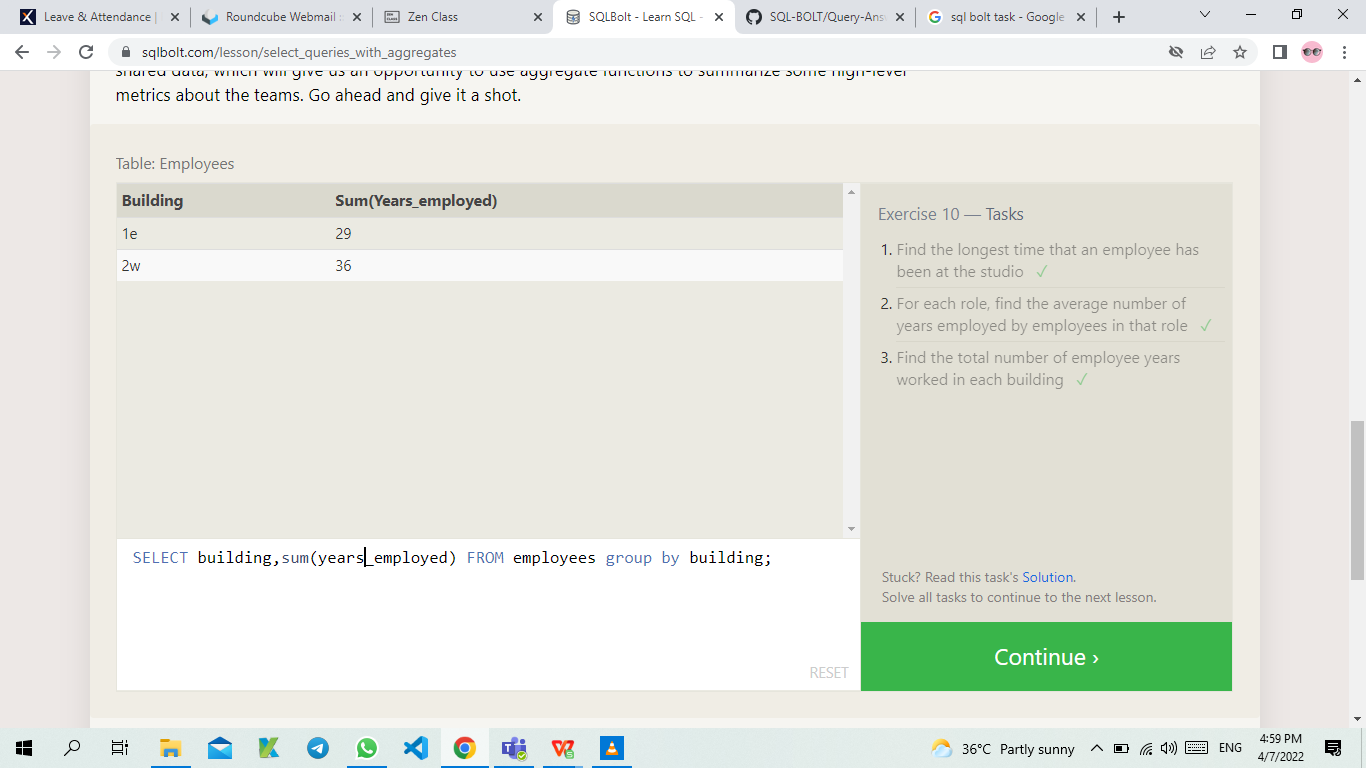 Leave & Attendance |
Roundcube Webmail :
Zen Class
SQLBolt - Learn SQL -
SQL-BOLT/Query-Ans
sql bolt task - Google
sqlbolt.com/lesson/select_queries_with_aggregates
shared data, which will give us an opportunity to use aggregate functions to summarize some high-level
metrics about the teams. Go ahead and give it a shot.
Table: Employees
Building Sum(Years_employed)
1e 29
2w 36
Exercise 10 — Tasks
1. Find the longest time that an employee has
been at the studio ✓
2. For each role, find the average number of
years employed by employees in that role ✓
3. Find the total number of employee years
worked in each building ✓
SELECT building,sum(years_employed) FROM employees group by building;
RESET
Stuck? Read this task's Solution.
Solve all tasks to continue to the next lesson.
Continue ›
36°C Partly sunny
ENG
4:59 PM
4/7/2022